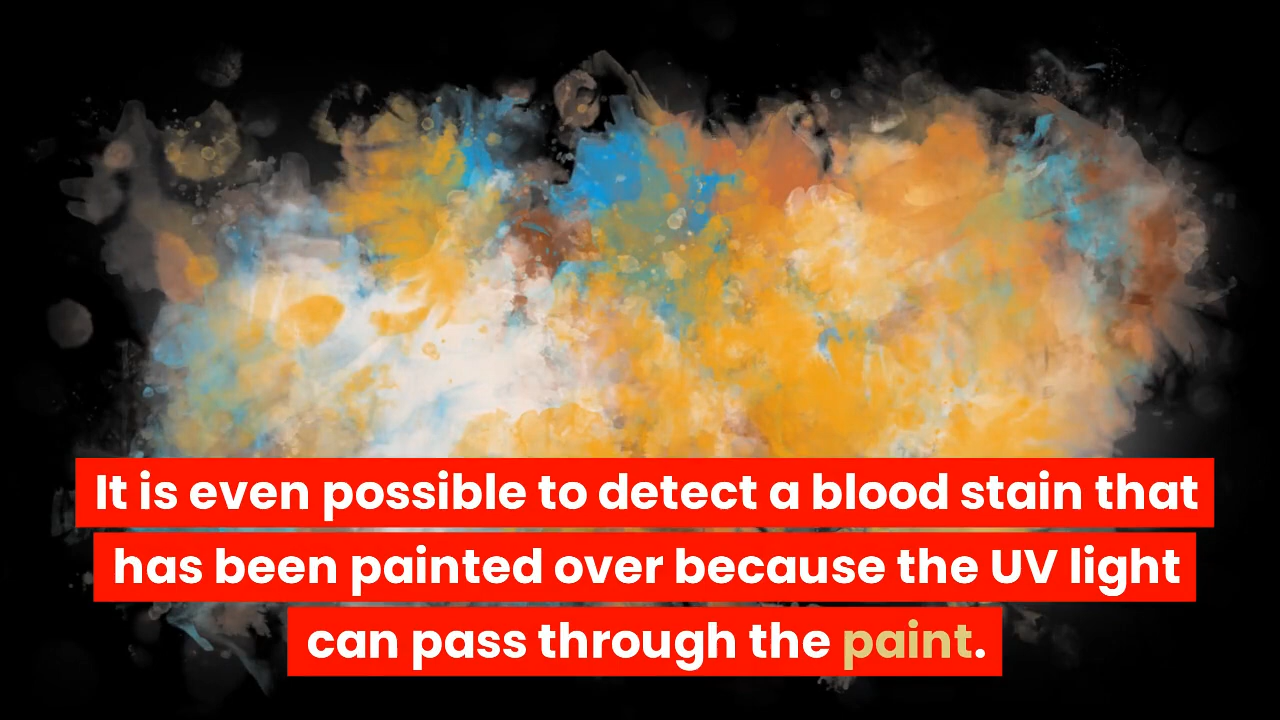 It is even possible to detect a blood stain that
has been painted over because the UV light
can pass through the paint.